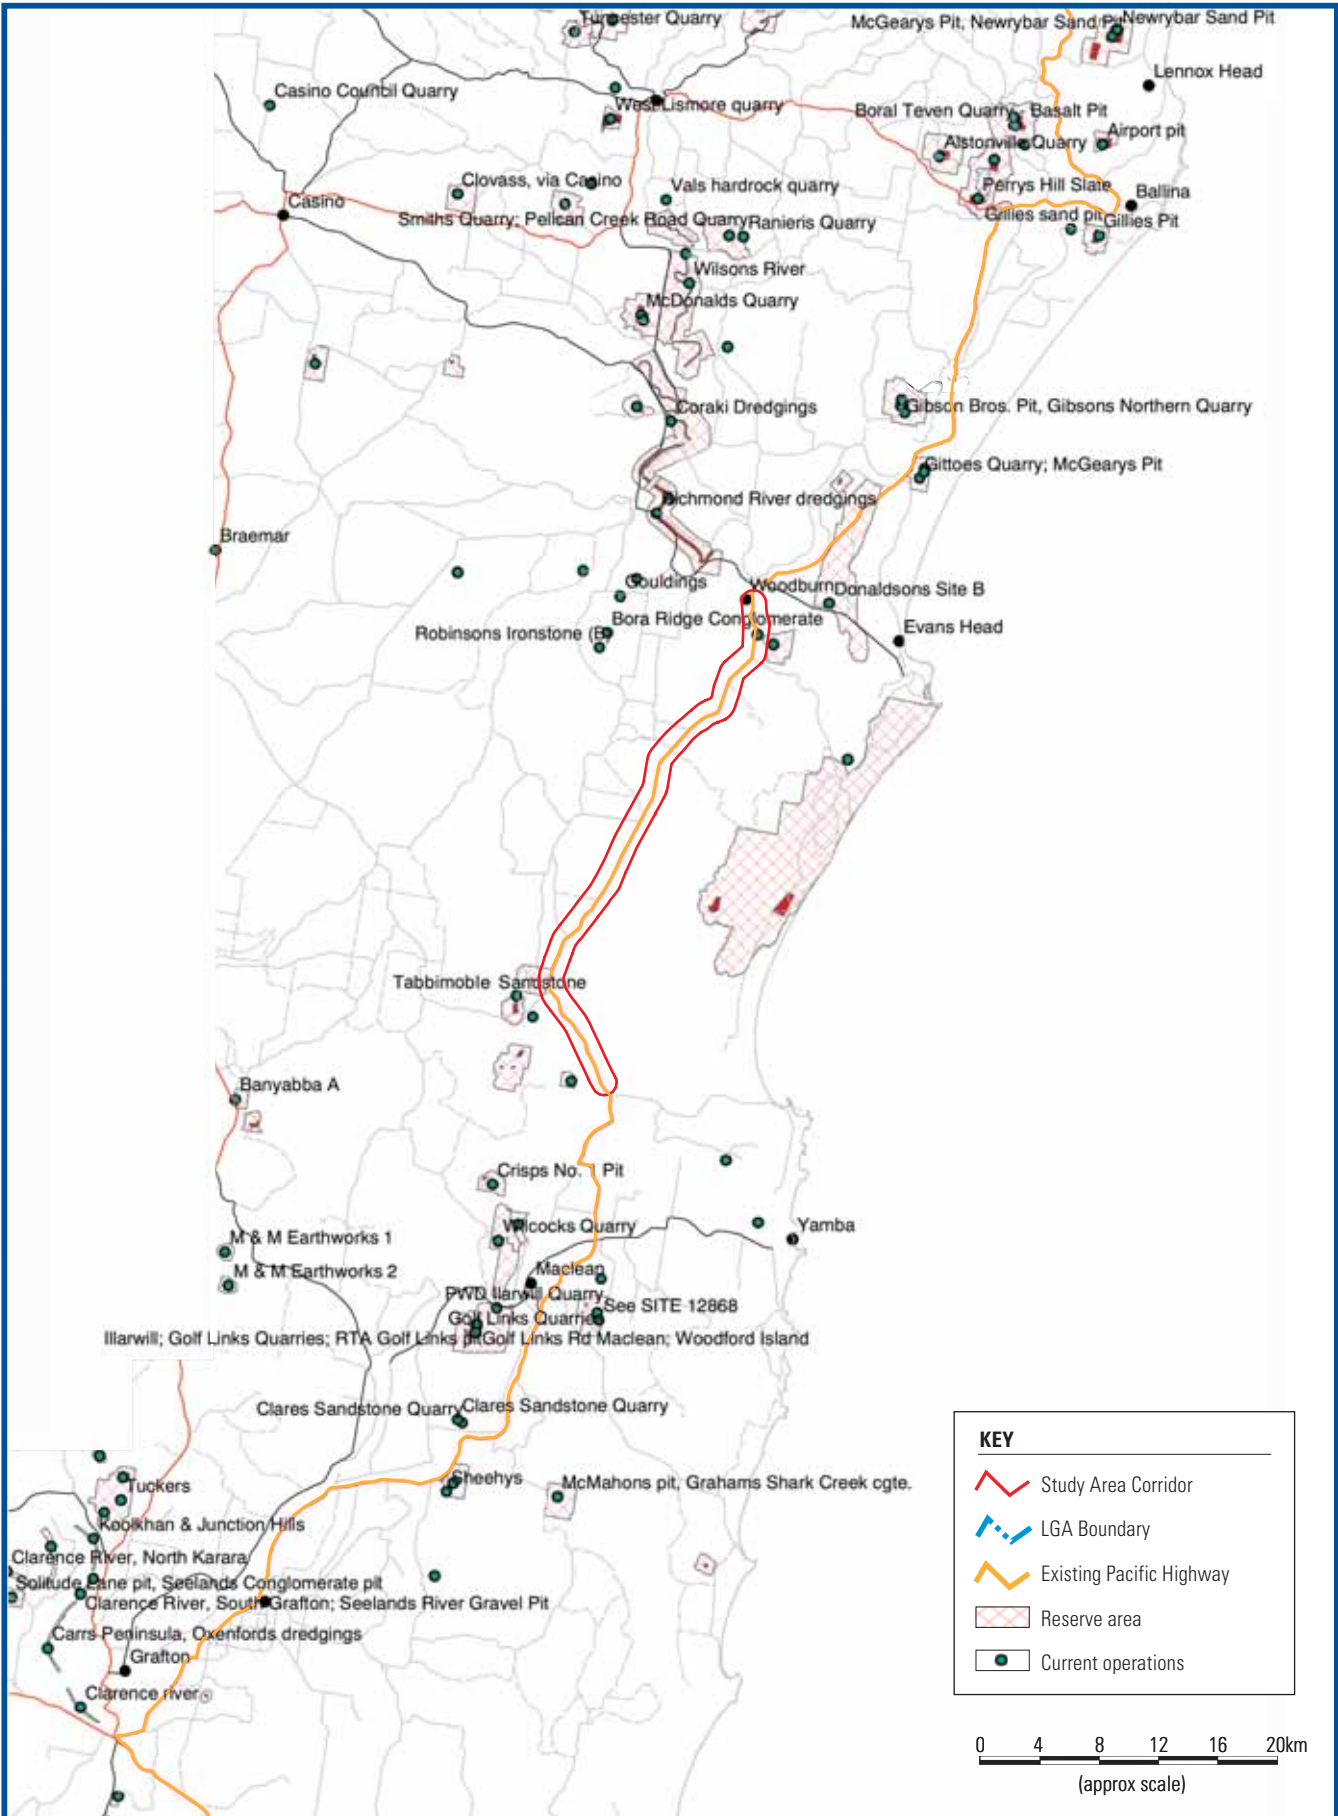 Tuncester Quarry
McGearys Pit, Newrybar Sand Pit
Newrybar Sand Pit
Lennox Head
Casino Council Quarry
West Lismore quarry
Boral Teven Quarry
Basalt Pit
Airport pit
Alstonville Quarry
Clovass, via Casino
Vals hardrock quarry
Perrys Hill Slate
Ballina
Casino
Smiths Quarry; Pelican Creek Road Quarry
Ranieris Quarry
Gillies sand pit
Gillies Pit
Wilsons River
McDonalds Quarry
Coraki Dredgings
Gibson Bros. Pit, Gibsons Northern Quarry
Gittoes Quarry; McGearys Pit
Richmond River dredgings
Braemar
Gouldings
Woodburn
Donaldsons Site B
Bora Ridge Conglomerate
Evans Head
Robinsons Ironstone (B)
Tabbimoble Sandstone
Banyabba A
Crisps No. 1 Pit
Wilcocks Quarry
Yamba
M & M Earthworks 1
Maclean
M & M Earthworks 2
PWD Ilarwill Quarry
See SITE 12868
Golf Links Quarries
Illarwill; Golf Links Quarries; RTA Golf Links pit
Golf Links Rd Maclean; Woodford Island
Clares Sandstone Quarry
Clares Sandstone Quarry
Sheehys
McMahons pit, Grahams Shark Creek cgte.
Tuckers
Koolkhan & Junction Hills
Clarence River, North Karara
Solitude Lane pit, Seelands Conglomerate pit
Clarence River, South Grafton; Seelands River Gravel Pit
Carrs Peninsula, Oxenfords dredgings
Grafton
Clarence river
KEY
Study Area Corridor
LGA Boundary
Existing Pacific Highway
Reserve area
Current operations
0 4 8 12 16 20km
(approx scale)